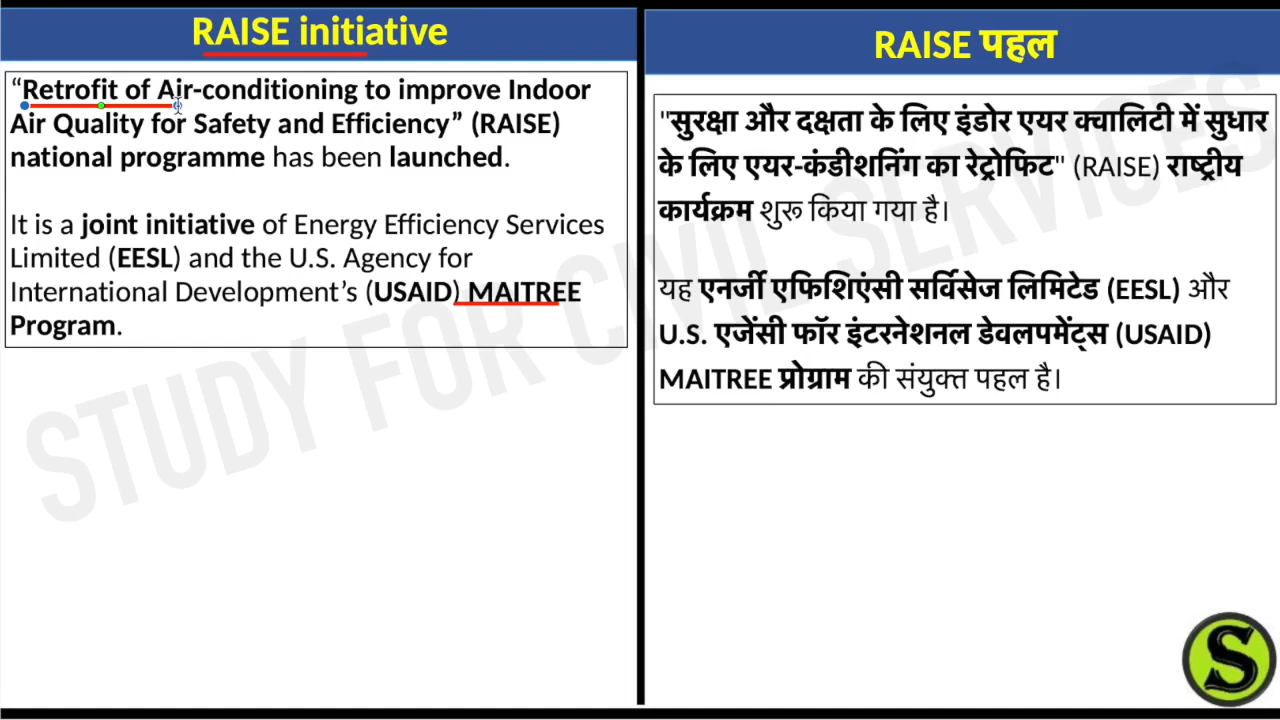 RAISE initiative
“Retrofit of Air-conditioning to improve Indoor
Air Quality for Safety and Efficiency” (RAISE)
national programme has been launched.
It is a joint initiative of Energy Efficiency Services
Limited (EESL) and the U.S. Agency for
International Development’s (USAID) MAITREE
Program.
RAISE पहल
"सुरक्षा और दक्षता के लिए इंडोर एयर क्वालिटी में सुधार
के लिए एयर-कंडीशनिंग का रेट्रोफिट" (RAISE) राष्ट्रीय
कार्यक्रम शुरू किया गया है।
यह एनर्जी एफिशिएंसी सर्विसेज लिमिटेड (EESL) और
U.S. एजेंसी फॉर इंटरनेशनल डेवलपमेंट्स (USAID)
MAITREE प्रोग्राम की संयुक्त पहल है।
STUDY FOR CIVIL SERVICES
S